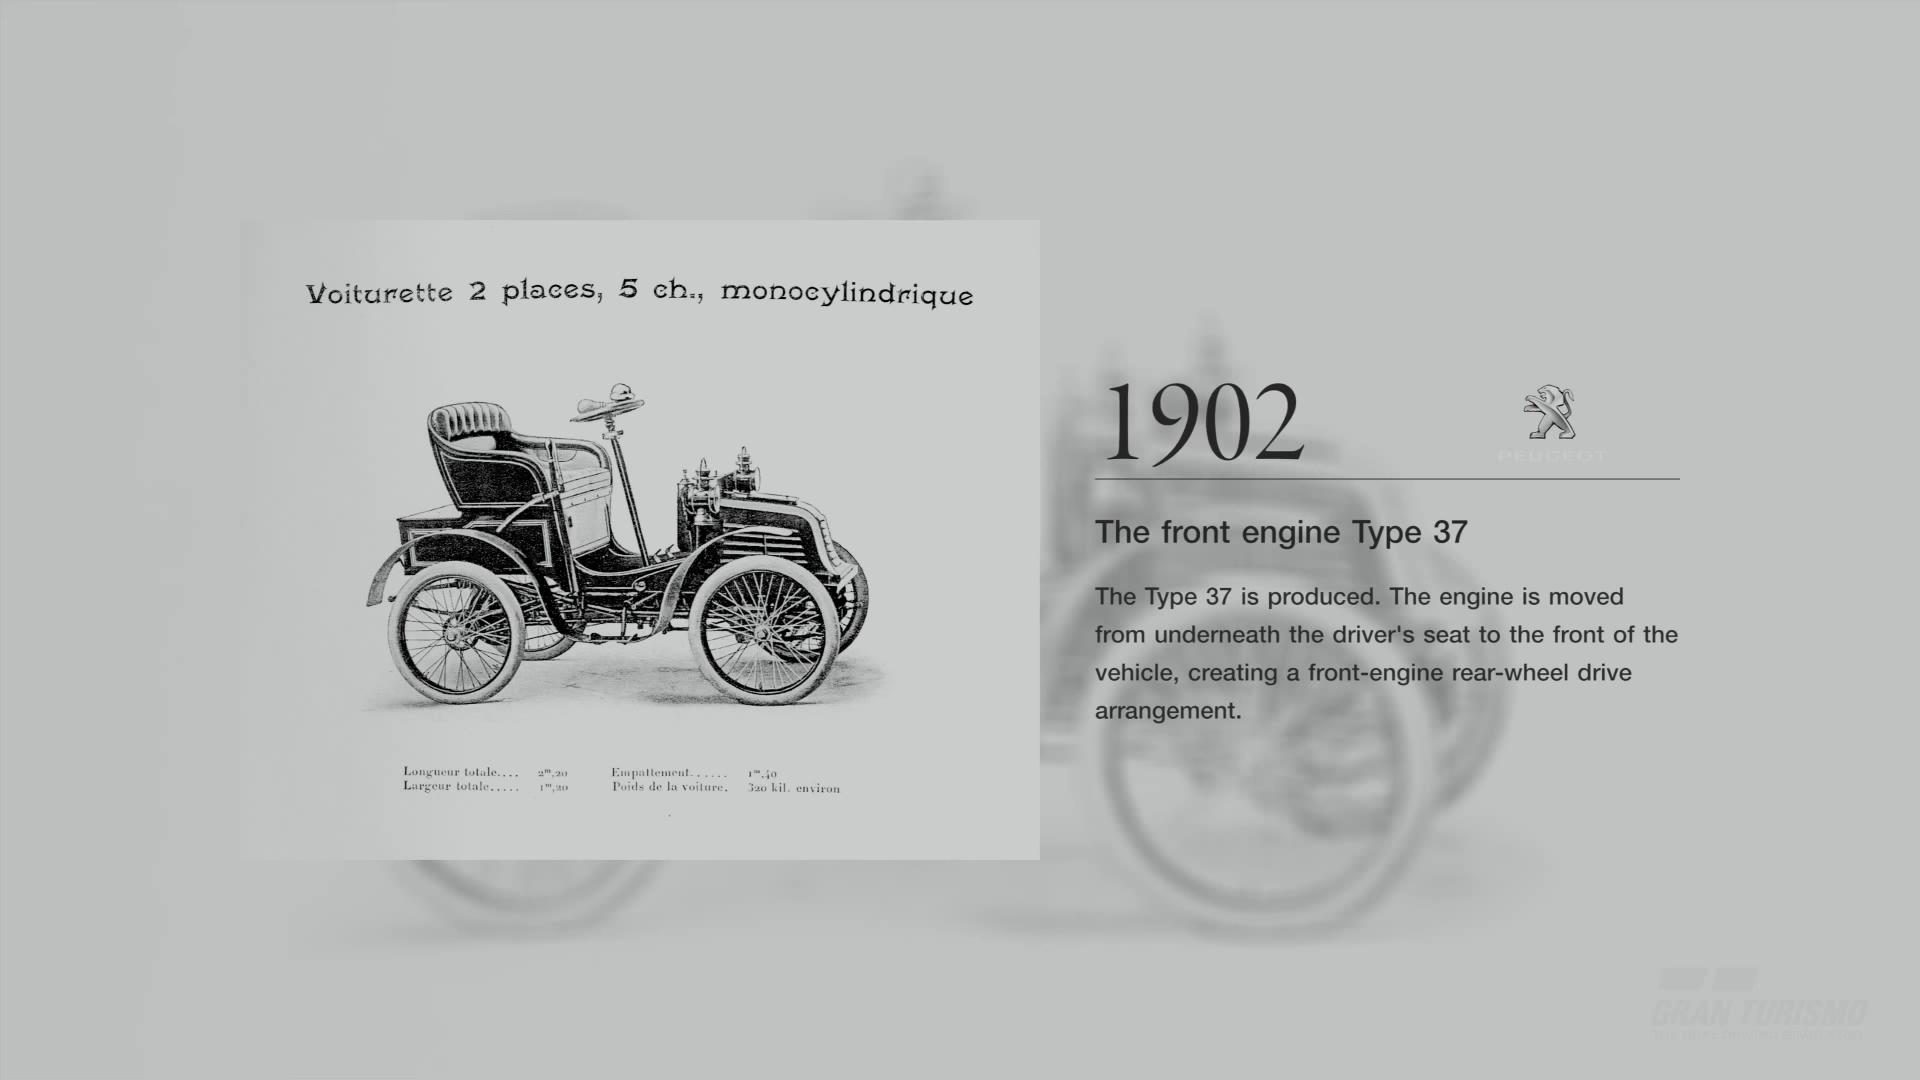 Voiturette 2 places, 5 ch., monocylindrique
Longueur totale.... 2m,20 Empattement...... 1m,40
Largeur totale..... 1m,20 Poids de la voiture. 320 kil. environ
1902
PEUGEOT
The front engine Type 37
The Type 37 is produced. The engine is moved
from underneath the driver's seat to the front of the
vehicle, creating a front-engine rear-wheel drive
arrangement.
GRAN TURISMO